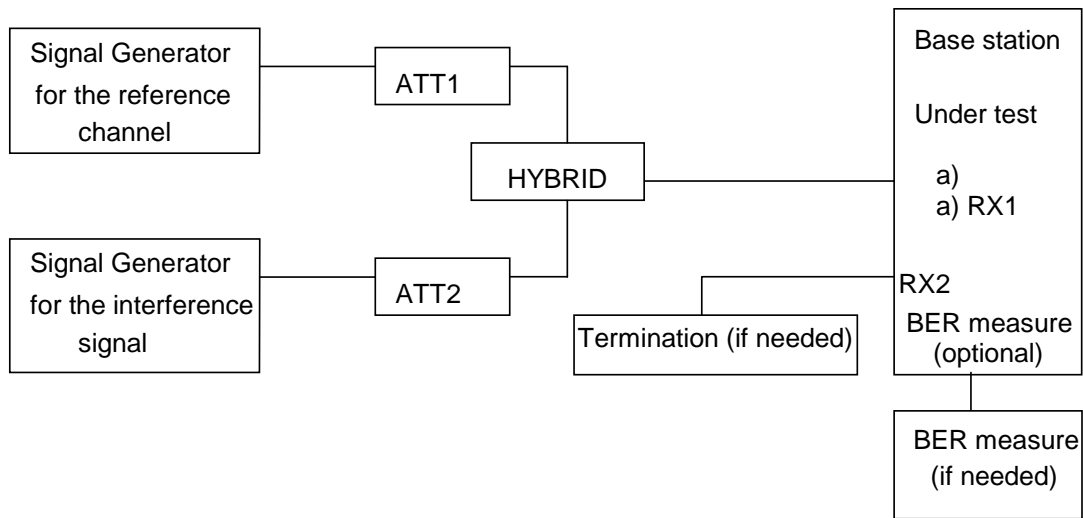 Signal Generator
for the reference
channel
ATT1
HYBRID
Signal Generator
for the interference
signal
ATT2
Termination (if needed)
Base station
Under test
a)
a) RX1
RX2
BER measure
(optional)
BER measure
(if needed)